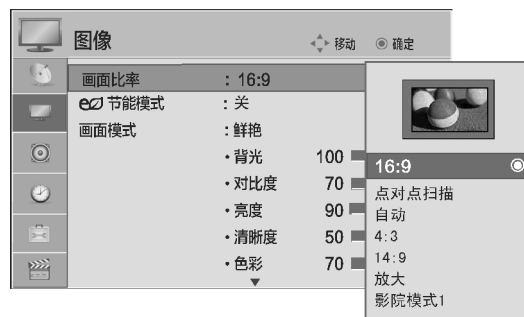 图像
移动 确定
画面比率 : 16:9
节能模式 : 关
画面模式 : 鲜艳
·背光 100
·对比度 70
·亮度 90
·清晰度 50
·色彩 70
16:9
点对点扫描
自动
4:3
14:9
放大
影院模式1